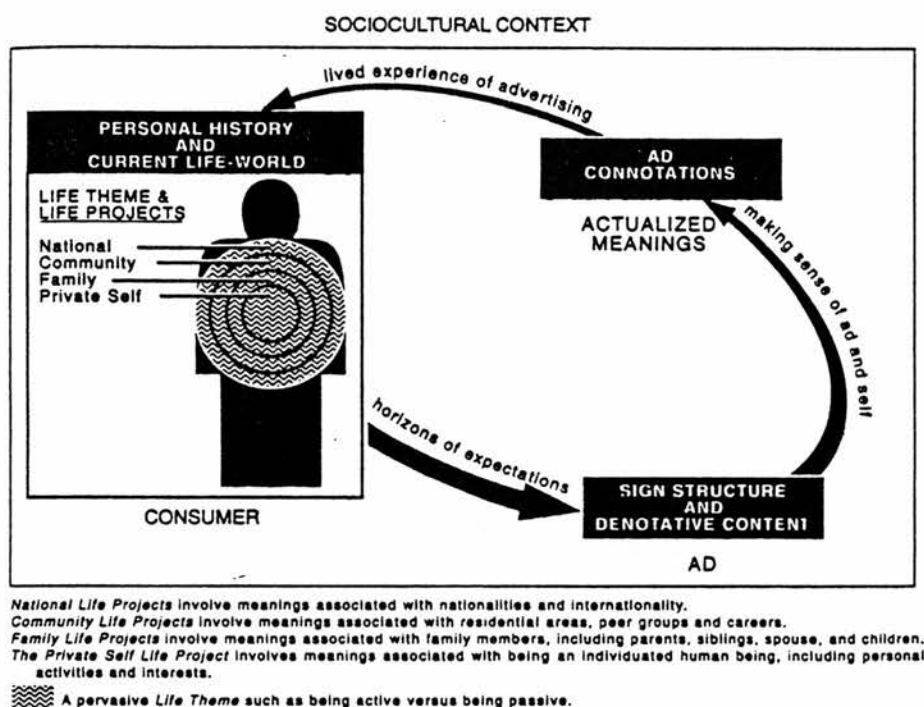 SOCIOCULTURAL CONTEXT
lived experience of advertising
PERSONAL HISTORY
AND
CURRENT LIFE-WORLD
LIFE THEME &
LIFE PROJECTS
National
Community
Family
Private Self
CONSUMER
AD
CONNOTATIONS
ACTUALIZED
MEANINGS
making sense of ad and self
horizons of expectations
SIGN STRUCTURE
AND
DENOTATIVE CONTENT
AD
National Life Projects involve meanings associated with nationalities and internationality.
Community Life Projects involve meanings associated with residential areas, peer groups and careers.
Family Life Projects involve meanings associated with family members, including parents, siblings, spouse, and children.
The Private Self Life Project involves meanings associated with being an individuated human being, including personal
activities and interests.
A pervasive Life Theme such as being active versus being passive.